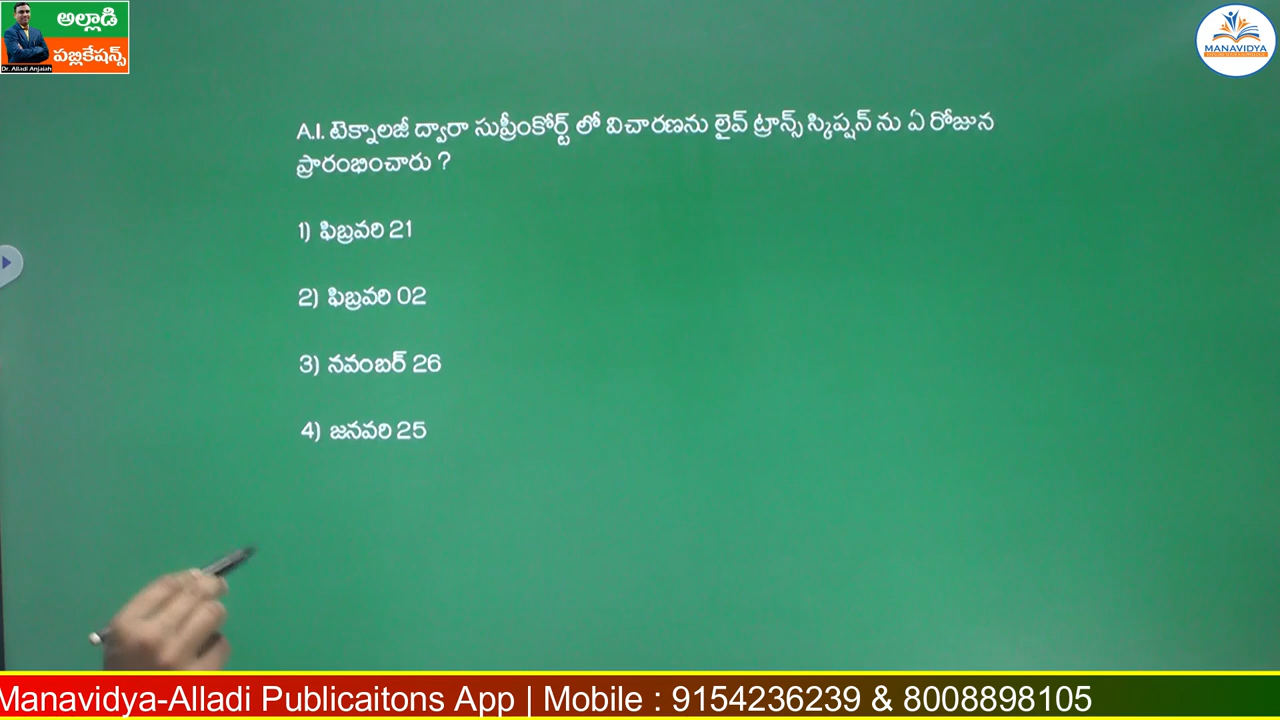 అల్లాడి
పబ్లికేషన్స్
Dr. Alladi Anjaiah
MANAVIDYA
A.I. టెక్నాలజీ ద్వారా సుప్రీంకోర్ట్ లో విచారణను లైవ్ ట్రాన్స్ స్క్రిప్షన్ ను ఏ రోజున
ప్రారంభించారు ?
1) ఫిబ్రవరి 21
2) ఫిబ్రవరి 02
3) నవంబర్ 26
4) జనవరి 25
Manavidya-Alladi Publicaitons App | Mobile : 9154236239 & 8008898105